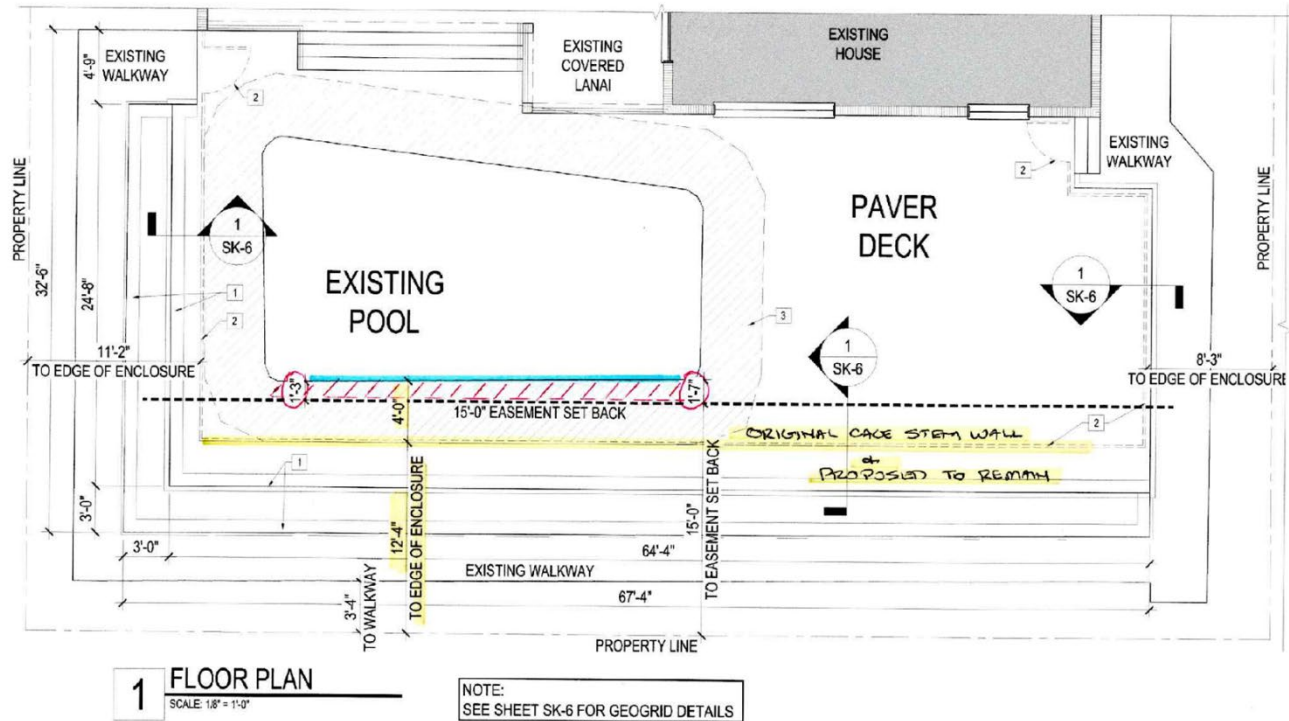 EXISTING
WALKWAY
EXISTING
COVERED
LANAI
EXISTING
HOUSE
EXISTING
WALKWAY
PROPERTY LINE
32'-6"
4'-9"
24'-8"
3'-0"
2
2
1
SK-6
PAVER
DECK
1
SK-6
PROPERTY LINE
EXISTING
POOL
1
2
3
1
SK-6
11'-2"
TO EDGE OF ENCLOSURE
8'-3"
TO EDGE OF ENCLOSURE
1'-3"
1'-7"
4'-0"
15'-0" EASEMENT SET BACK
2
ORIGINAL CAGE STEM WALL
&
PROPOSED TO REMAIN
1
12'-4"
TO EDGE OF ENCLOSURE
15'-0"
TO EASEMENT SET BACK
3'-0"
64'-4"
EXISTING WALKWAY
67'-4"
3'-4"
TO WALKWAY
PROPERTY LINE
1
FLOOR PLAN
SCALE: 1/8" = 1'-0"
NOTE:
SEE SHEET SK-6 FOR GEOGRID DETAILS